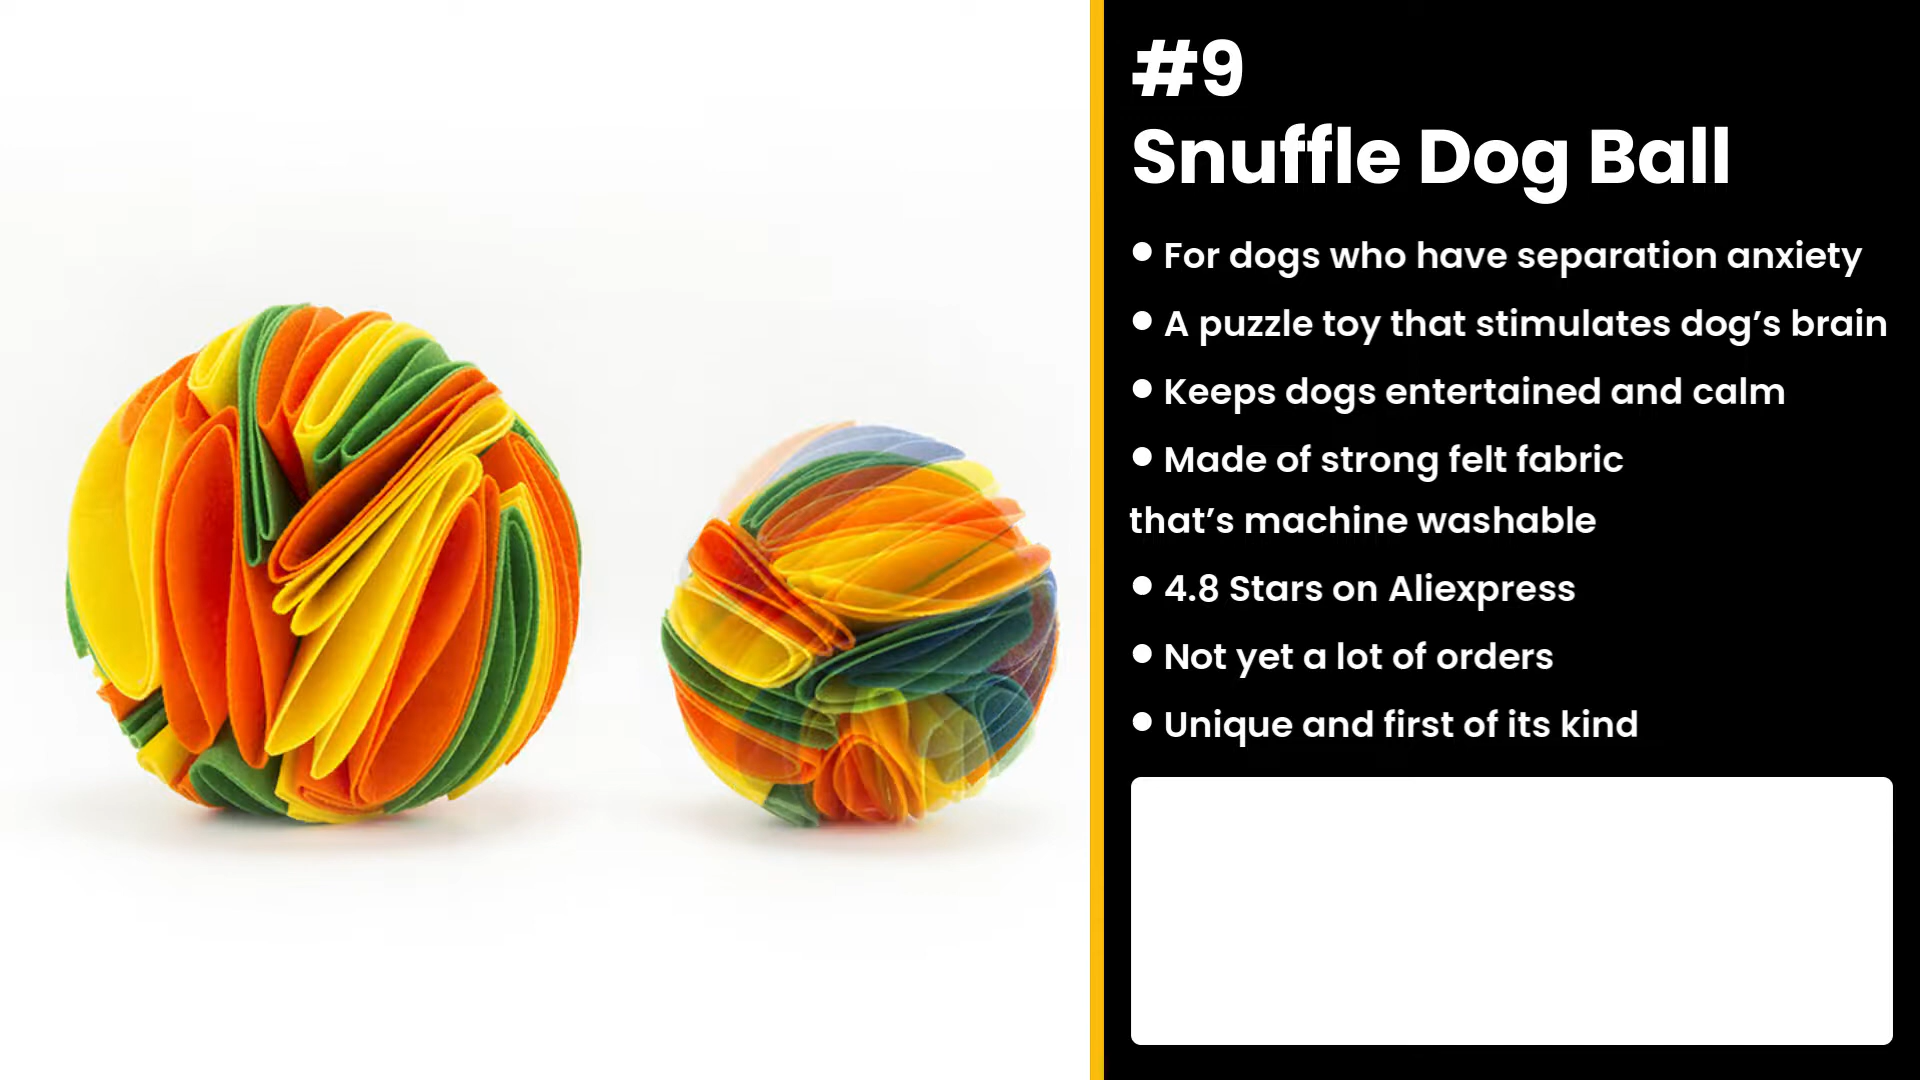 #9
Snuffle Dog Ball
• For dogs who have separation anxiety
• A puzzle toy that stimulates dog’s brain
• Keeps dogs entertained and calm
• Made of strong felt fabric
that’s machine washable
• 4.8 Stars on Aliexpress
• Not yet a lot of orders
• Unique and first of its kind